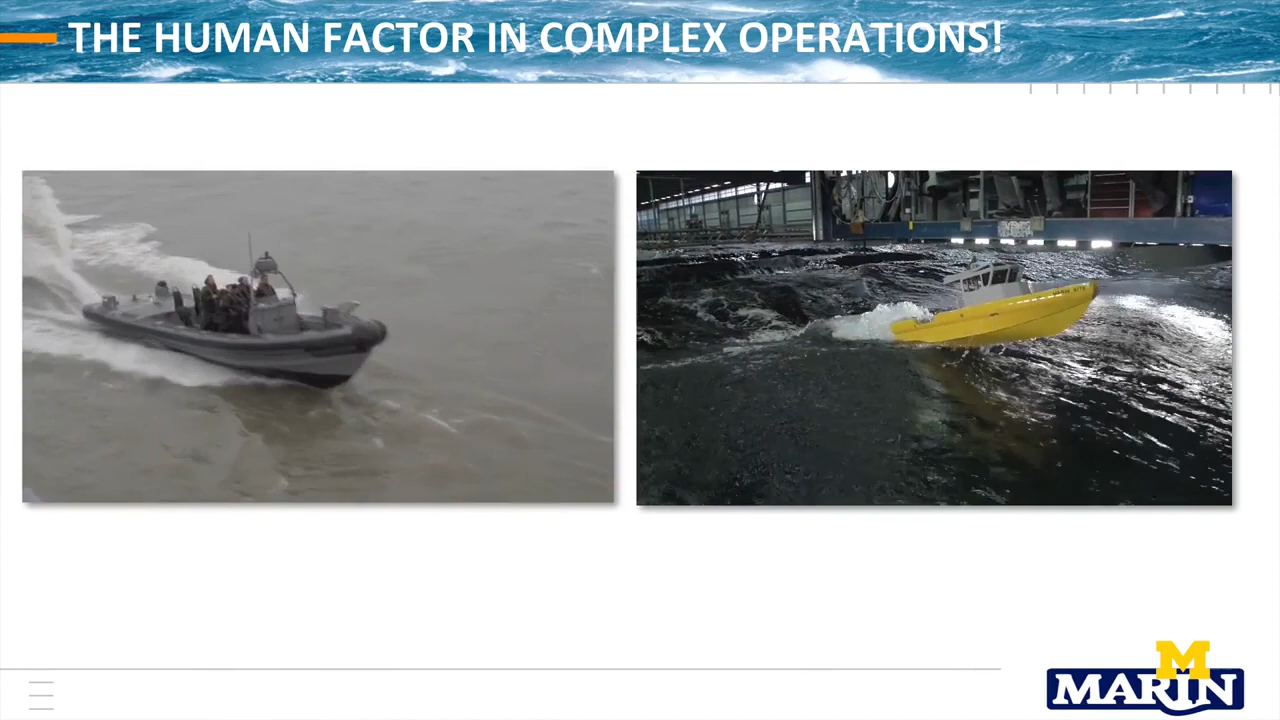 THE HUMAN FACTOR IN COMPLEX OPERATIONS!
M
MARIN